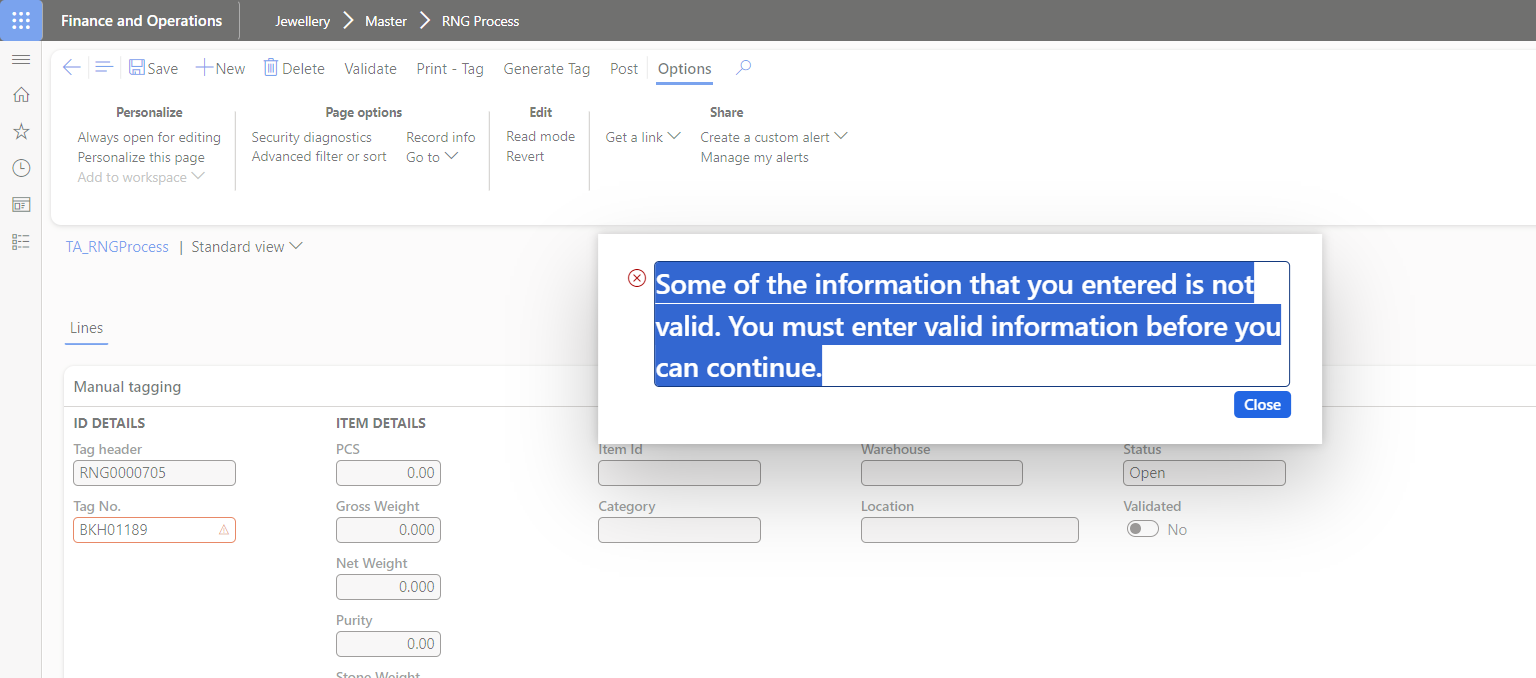 Finance and Operations
Jewellery > Master > RNG Process
Save New Delete Validate Print - Tag Generate Tag Post Options
Personalize
Always open for editing
Personalize this page
Add to workspace
Page options
Security diagnostics
Advanced filter or sort
Record info
Go to
Edit
Read mode
Revert
Get a link
Share
Create a custom alert
Manage my alerts
TA_RNGProcess | Standard view
Some of the information that you entered is not
valid. You must enter valid information before you
can continue.
Close
Lines
Manual tagging
ID DETAILS
Tag header
RNG0000705
Tag No.
BKH01189
ITEM DETAILS
PCS
0.00
Gross Weight
0.000
Net Weight
0.000
Purity
0.00
Stone Weight
Item Id
Category
Warehouse
Location
Status
Open
Validated
No